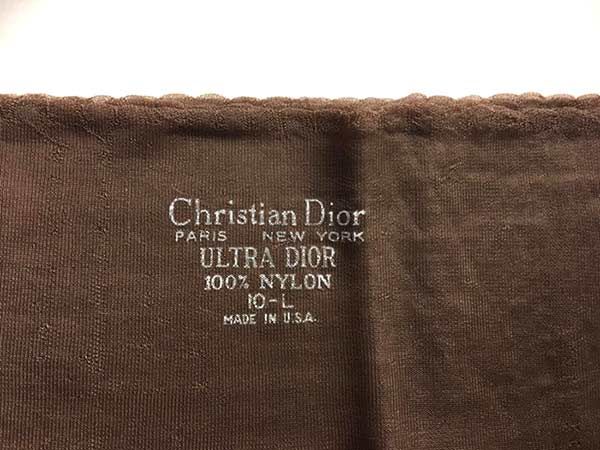 Christian Dior
PARIS NEW YORK
ULTRA DIOR
100% NYLON
10-L
MADE IN U.S.A.